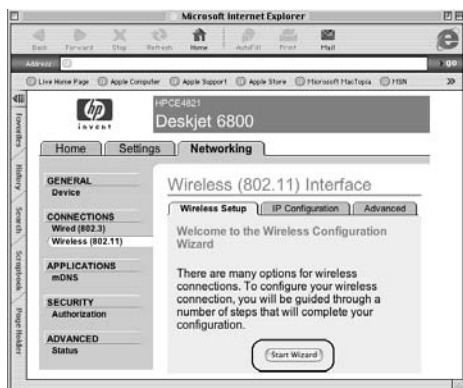 Microsoft Internet Explorer
Back Forward Stop Refresh Home AutoFill Print Mail
Address go
Live Home Page Apple Computer Apple Support Apple Store Microsoft MacTopia MSN
Favorites
History
Search
Scrapbook
Page Holder
hp
invent
HPCE4821
Deskjet 6800
Home Settings Networking
GENERAL
Device
CONNECTIONS
Wired (802.3)
Wireless (802.11)
APPLICATIONS
mDNS
SECURITY
Authorization
ADVANCED
Status
Wireless (802.11) Interface
Wireless Setup IP Configuration Advanced
Welcome to the Wireless Configuration
Wizard
There are many options for wireless
connections. To configure your wireless
connection, you will be guided through a
number of steps that will complete your
configuration.
Start Wizard